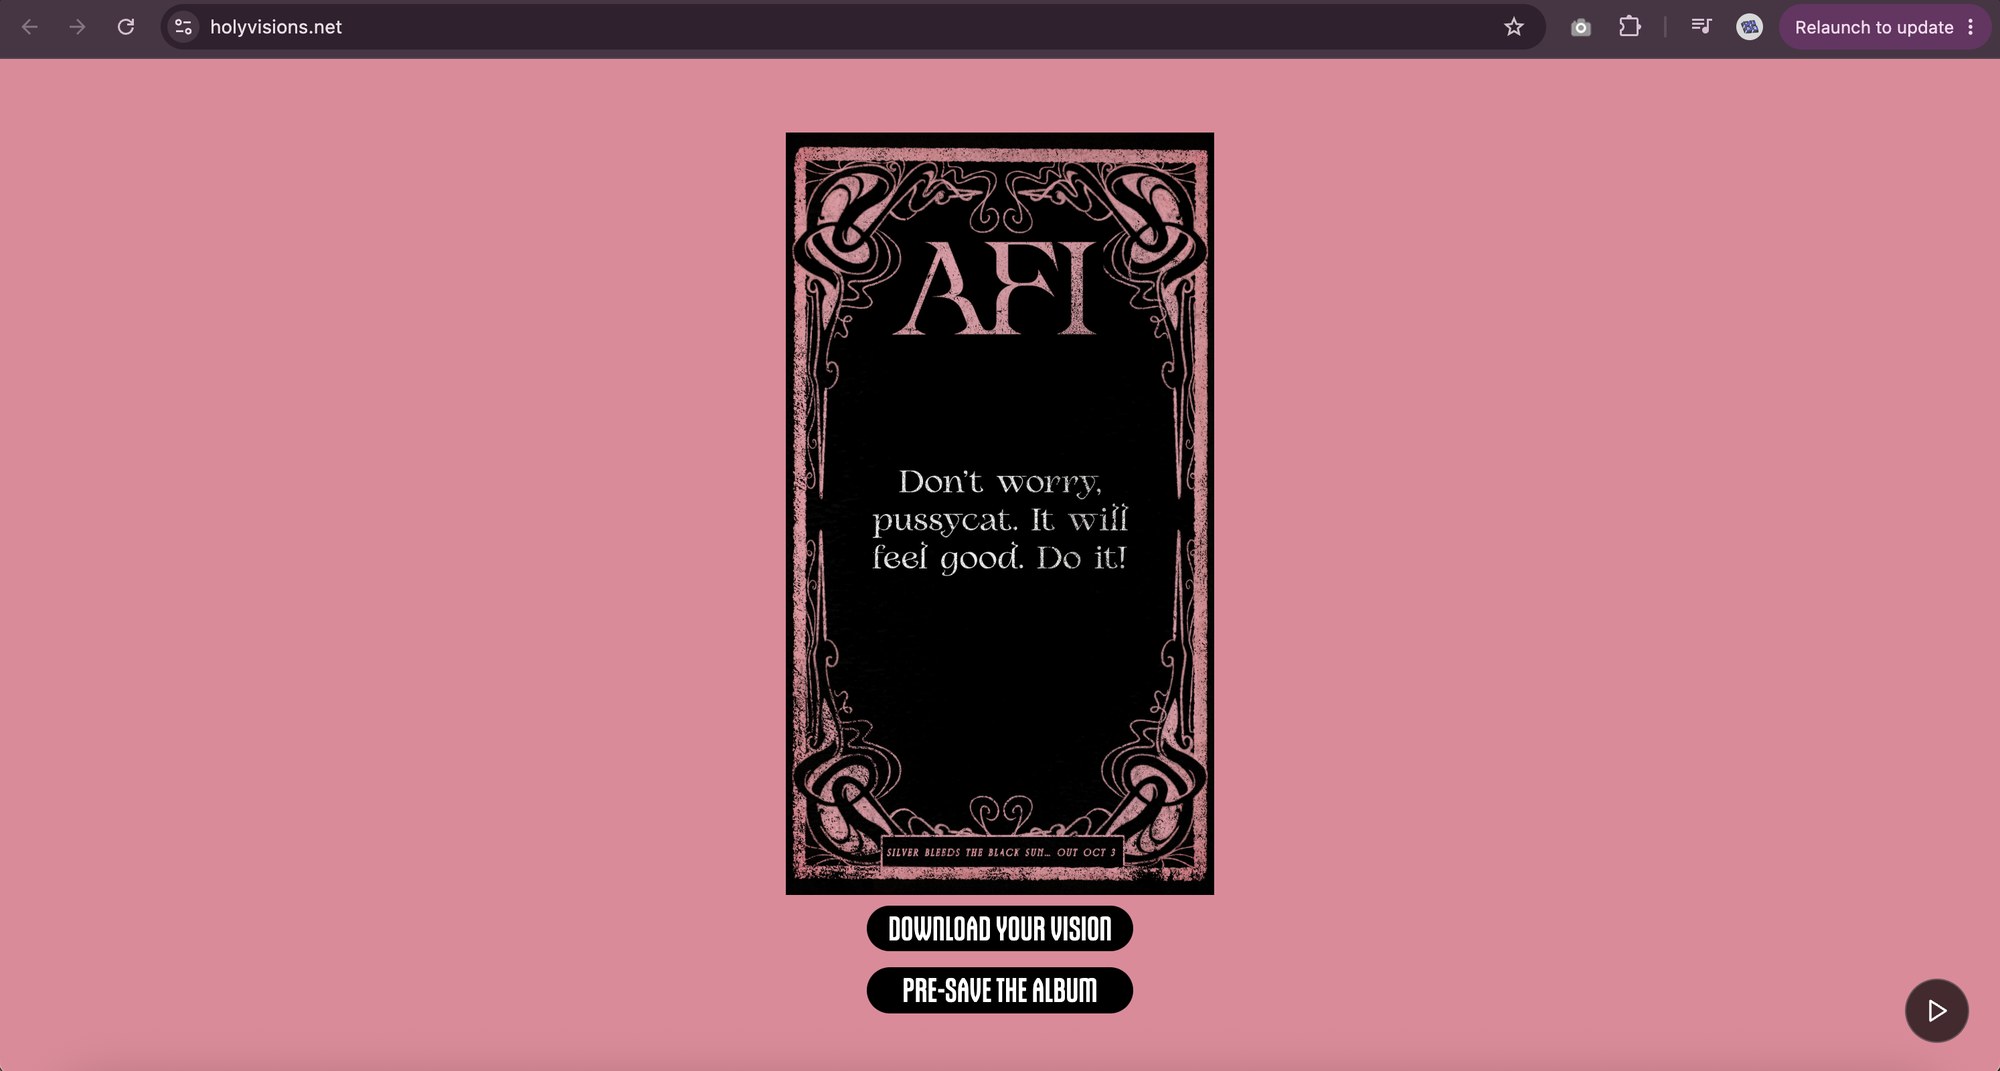 holyvisions.net
Relaunch to update
AFI
Don't worry,
pussycat. It will
feel good. Do it!
SILVER BLEEDS THE BLACK SUN... OUT OCT 3
DOWNLOAD YOUR VISION
PRE-SAVE THE ALBUM